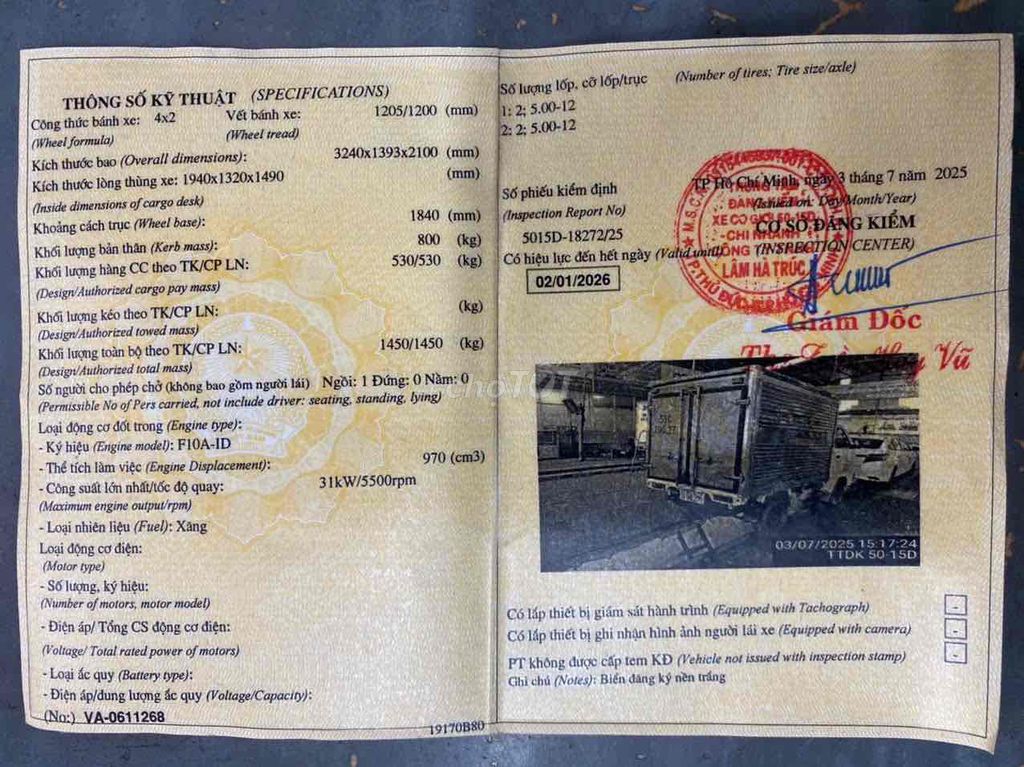 THÔNG SỐ KỸ THUẬT (SPECIFICATIONS)
Công thức bánh xe: 4x2 Vết bánh xe: 1205/1200 (mm)
(Wheel formula) (Wheel tread)
Kích thước bao (Overall dimensions): 3240x1393x2100 (mm)
Kích thước lòng thùng xe: 1940x1320x1490 (mm)
(Inside dimensions of cargo desk)
Khoảng cách trục (Wheel base): 1840 (mm)
Khối lượng bản thân (Kerb mass): 800 (kg)
Khối lượng hàng CC theo TK/CP LN: 530/530 (kg)
(Design/Authorized cargo pay mass)
Khối lượng kéo theo TK/CP LN: (kg)
(Design/Authorized towed mass)
Khối lượng toàn bộ theo TK/CP LN: 1450/1450 (kg)
(Design/Authorized total mass)
Số người cho phép chở (không bao gồm người lái) Ngồi: 1 Đứng: 0 Nằm: 0
(Permissible No of Pers carried, not include driver: seating, standing, lying)
Loại động cơ đốt trong (Engine type):
- Ký hiệu (Engine model): F10A-ID
- Thể tích làm việc (Engine Displacement): 970 (cm3)
- Công suất lớn nhất/tốc độ quay: 31kW/5500rpm
(Maximum engine output/rpm)
- Loại nhiên liệu (Fuel): Xăng
Loại động cơ điện:
(Motor type)
- Số lượng, ký hiệu:
(Number of motors, motor model)
- Điện áp/ Tổng CS động cơ điện:
(Voltage/ Total rated power of motors)
- Loại ắc quy (Battery type):
- Điện áp/dung lượng ắc quy (Voltage/Capacity):
(No:) VA-0611268
19170B80
Số lượng lốp, cỡ lốp/trục (Number of tires; Tire size/axle)
1: 2; 5.00-12
2: 2; 5.00-12
TP Hồ Chí Minh, ngày 3 tháng 7 năm 2025
(Issued on: Day/Month/Year)
Số phiếu kiểm định
(Inspection Report No)
CƠ SỞ ĐĂNG KIỂM
5015D-18272/25
(INSPECTION CENTER)
Có hiệu lực đến hết ngày (Valid until)
02/01/2026
ĐĂNG KIỂM
XE CƠ GIỚI 50-15D
-CHI NHÁNH
LÂM HÀ TRÚC
Giám Đốc
Vũ
51C
03/07/2025 15:17:24
TTDK 50-15D
Có lắp thiết bị giám sát hành trình (Equipped with Tachograph) -
Có lắp thiết bị ghi nhận hình ảnh người lái xe (Equipped with camera) -
PT không được cấp tem KĐ (Vehicle not issued with inspection stamp) -
Ghi chú (Notes): Biển đăng ký nền trắng